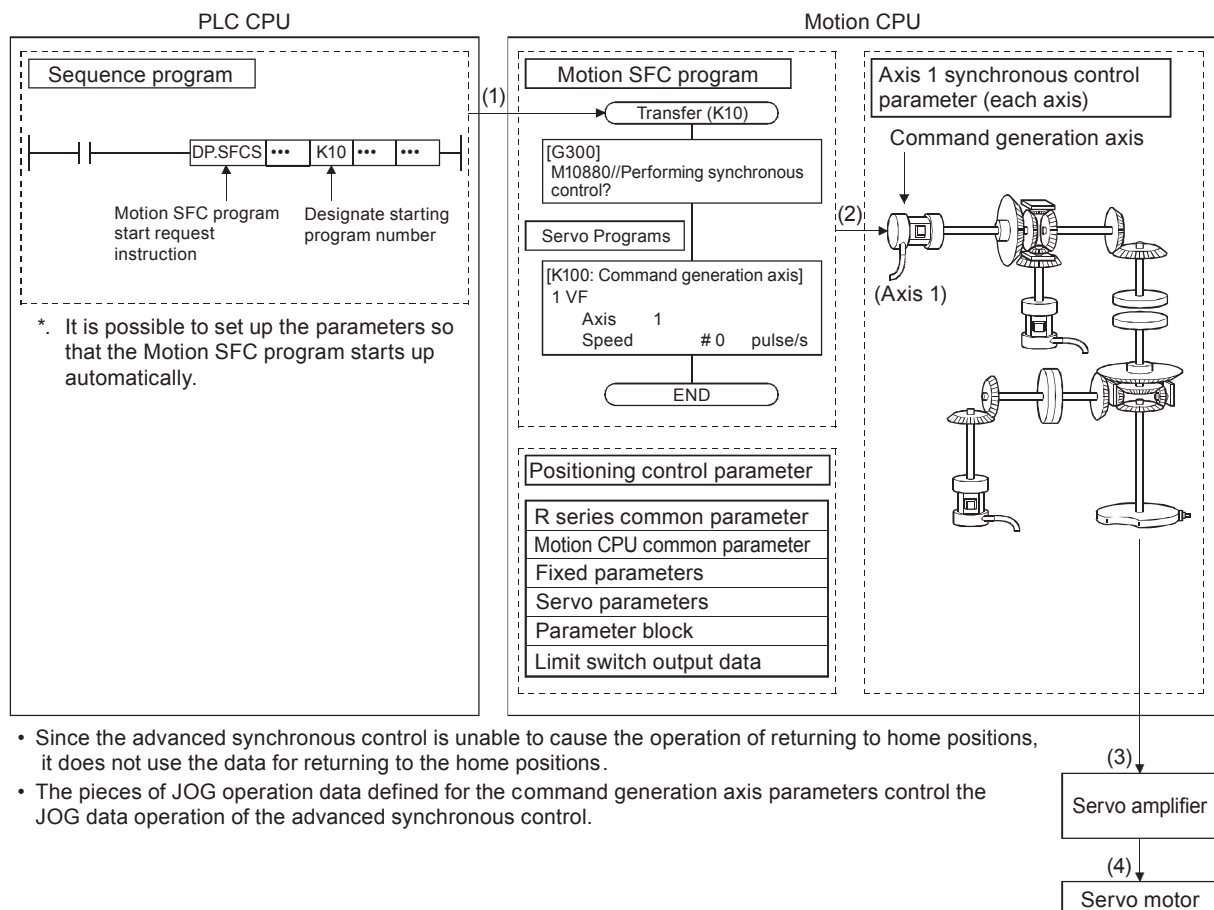 PLC CPU
Motion CPU
Sequence program
DP.SFCS ••• K10 ••• •••
Motion SFC program
start request
instruction
Designate starting
program number
*. It is possible to set up the parameters so
that the Motion SFC program starts up
automatically.
(1)
Motion SFC program
Transfer (K10)
[G300]
M10880//Performing synchronous
control?
Servo Programs
[K100: Command generation axis]
1 VF
Axis 1
Speed # 0 pulse/s
END
Positioning control parameter
R series common parameter
Motion CPU common parameter
Fixed parameters
Servo parameters
Parameter block
Limit switch output data
(2)
Axis 1 synchronous control
parameter (each axis)
Command generation axis
(Axis 1)
• Since the advanced synchronous control is unable to cause the operation of returning to home positions,
it does not use the data for returning to the home positions.
• The pieces of JOG operation data defined for the command generation axis parameters control the
JOG data operation of the advanced synchronous control.
(3)
Servo amplifier
(4)
Servo motor